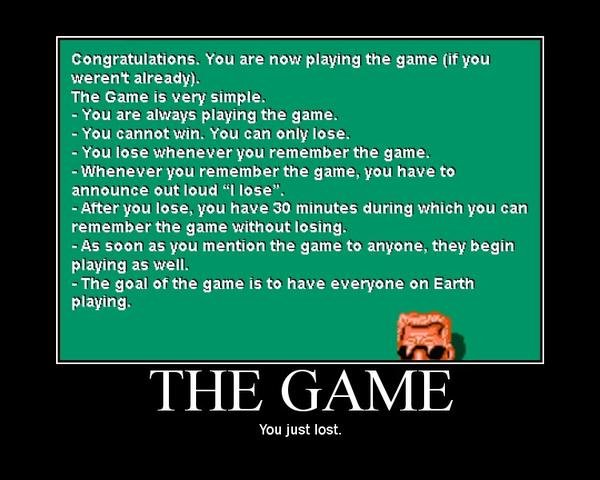 Congratulations. You are now playing the game (if you
weren't already).
The Game is very simple.
- You are always playing the game.
- You cannot win. You can only lose.
- You lose whenever you remember the game.
- Whenever you remember the game, you have to
announce out loud “I lose”.
- After you lose, you have 30 minutes during which you can
remember the game without losing.
- As soon as you mention the game to anyone, they begin
playing as well.
- The goal of the game is to have everyone on Earth
playing.
THE GAME
You just lost.